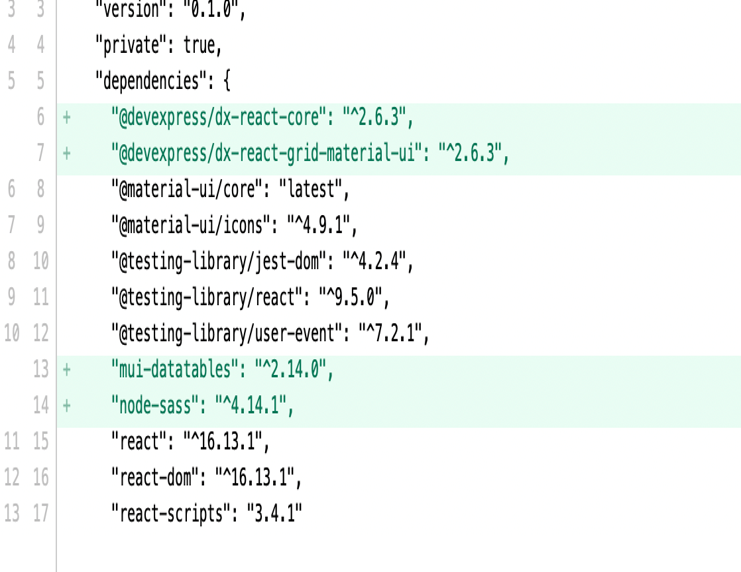 3 3 "version": "0.1.0",
4 4 "private": true,
5 5 "dependencies": {
6 + "@devexpress/dx-react-core": "^2.6.3",
7 + "@devexpress/dx-react-grid-material-ui": "^2.6.3",
6 8 "@material-ui/core": "latest",
7 9 "@material-ui/icons": "^4.9.1",
8 10 "@testing-library/jest-dom": "^4.2.4",
9 11 "@testing-library/react": "^9.5.0",
10 12 "@testing-library/user-event": "^7.2.1",
13 + "mui-datatables": "^2.14.0",
14 + "node-sass": "^4.14.1",
11 15 "react": "^16.13.1",
12 16 "react-dom": "^16.13.1",
13 17 "react-scripts": "3.4.1"